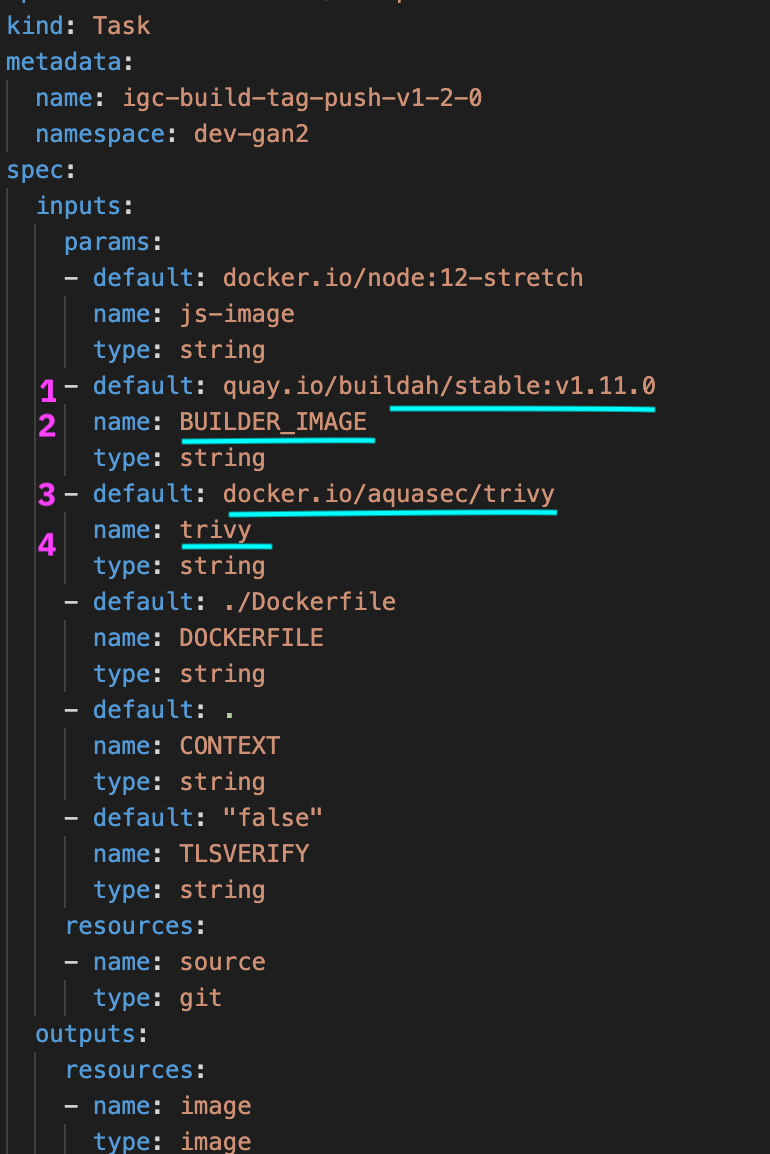 kind: Task
metadata:
name: igc-build-tag-push-v1-2-0
namespace: dev-gan2
spec:
inputs:
params:
- default: docker.io/node:12-stretch
name: js-image
type: string
1 - default: quay.io/buildah/stable:v1.11.0
2 name: BUILDER_IMAGE
type: string
3 - default: docker.io/aquasec/trivy
4 name: trivy
type: string
- default: ./Dockerfile
name: DOCKERFILE
type: string
- default: .
name: CONTEXT
type: string
- default: "false"
name: TLSVERIFY
type: string
resources:
- name: source
type: git
outputs:
resources:
- name: image
type: image